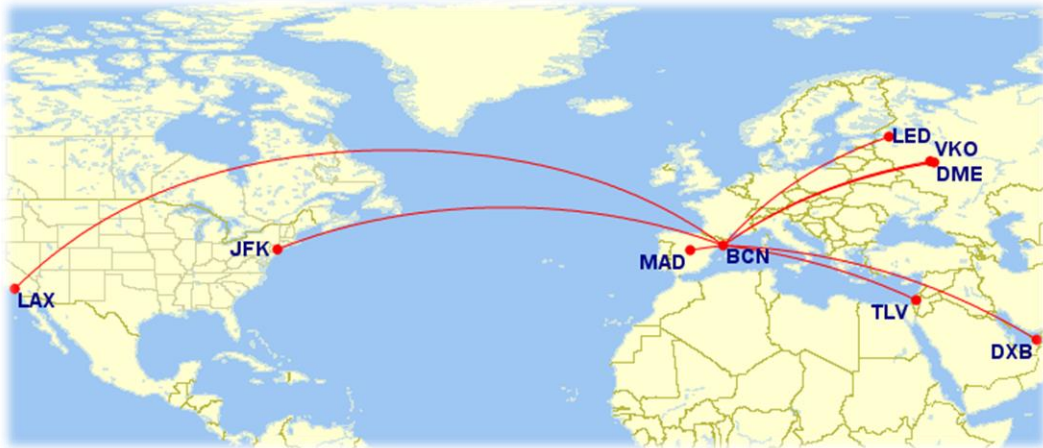 LED
VKO
DME
JFK
MAD
BCN
LAX
TLV
DXB